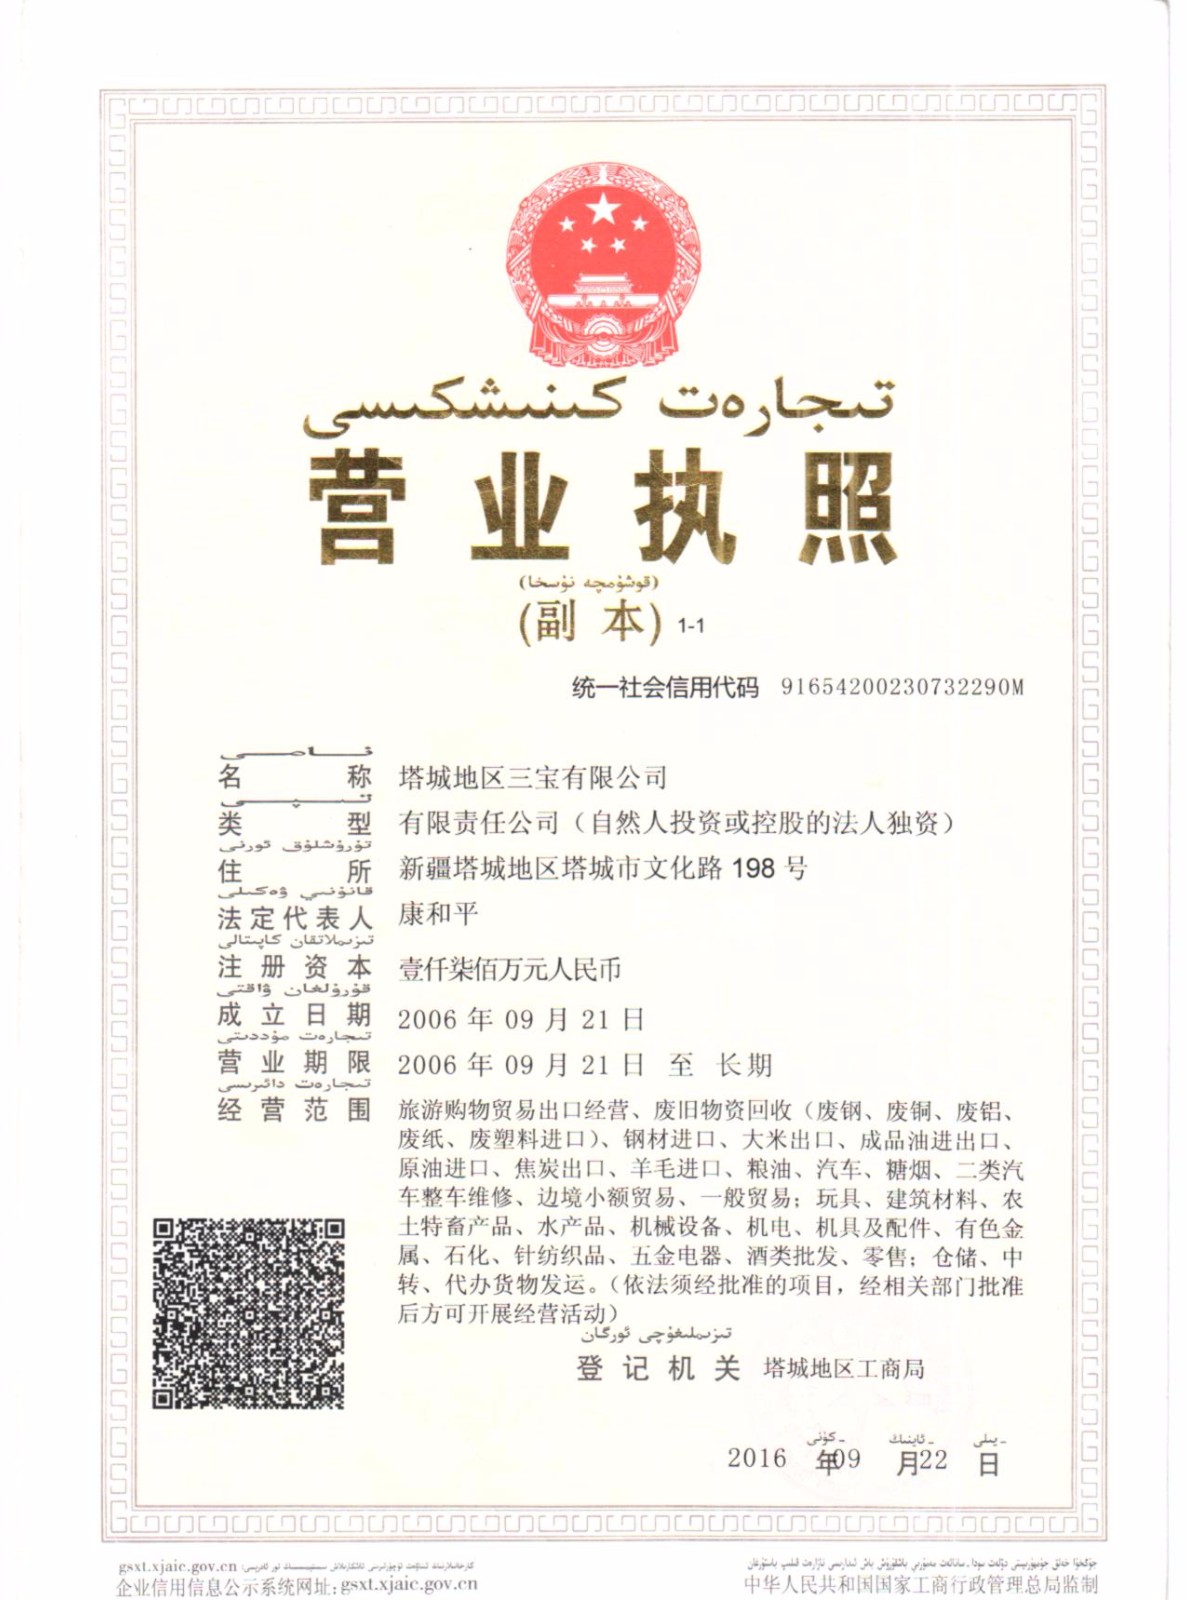 تىجارەت كىنىشكىسى
营业执照
(قوشۇمچە نۇسخا)
(副 本) 1-1
统一社会信用代码 91654200230732290M
نامى
名称 塔城地区三宝有限公司
تىپى
类型 有限责任公司（自然人投资或控股的法人独资）
تۇرۇشلۇق ئورنى
住所 新疆塔城地区塔城市文化路 198 号
قانۇنىي ۋەكىلى
法定代表人 康和平
تىزىملاتقان كاپىتالى
注册资本 壹仟柒佰万元人民币
قۇرۇلغان ۋاقتى
成立日期 2006 年 09 月 21 日
تىجارەت مۇددىتى
营业期限 2006 年 09 月 21 日 至 长期
تىجارەت دائىرىسى
经营范围 旅游购物贸易出口经营、废旧物资回收（废钢、废铜、废铝、
废纸、废塑料进口）、钢材进口、大米出口、成品油进出口、
原油进口、焦炭出口、羊毛进口、粮油、汽车、糖烟、二类汽
车整车维修、边境小额贸易、一般贸易；玩具、建筑材料、农
土特畜产品、水产品、机械设备、机电、机具及配件、有色金
属、石化、针纺织品、五金电器、酒类批发、零售；仓储、中
转、代办货物发运。（依法须经批准的项目，经相关部门批准
后方可开展经营活动）
تىزىملىغۇچى ئورگان
登记机关 塔城地区工商局
ـ يىلى ـ ئاينىڭ ـ كۈنى
2016 年09 月22 日
gsxt.xjaic.gov.cn
企业信用信息公示系统网址: gsxt.xjaic.gov.cn
中华人民共和国国家工商行政管理总局监制